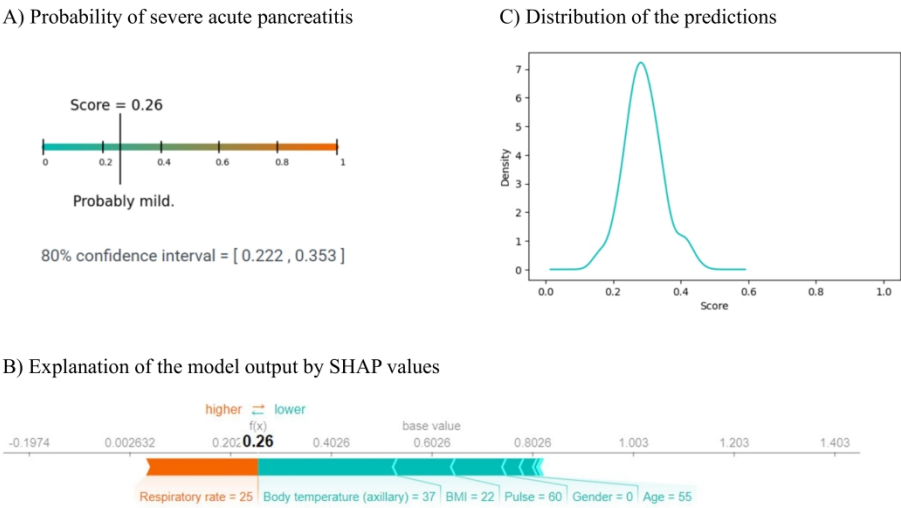 A) Probability of severe acute pancreatitis
Score = 0.26
0 0.2 0.4 0.6 0.8 1
Probably mild.
80% confidence interval = [ 0.222 , 0.353 ]
C) Distribution of the predictions
7
6
5
4
3
2
1
0
Density
0.0 0.2 0.4 0.6 0.8 1.0
Score
B) Explanation of the model output by SHAP values
higher lower
f(x) base value
-0.1974 0.002632 0.202 0.26 0.4026 0.6026 0.8026 1.003 1.203 1.403
Respiratory rate = 25 Body temperature (axillary) = 37 BMI = 22 Pulse = 60 Gender = 0 Age = 55